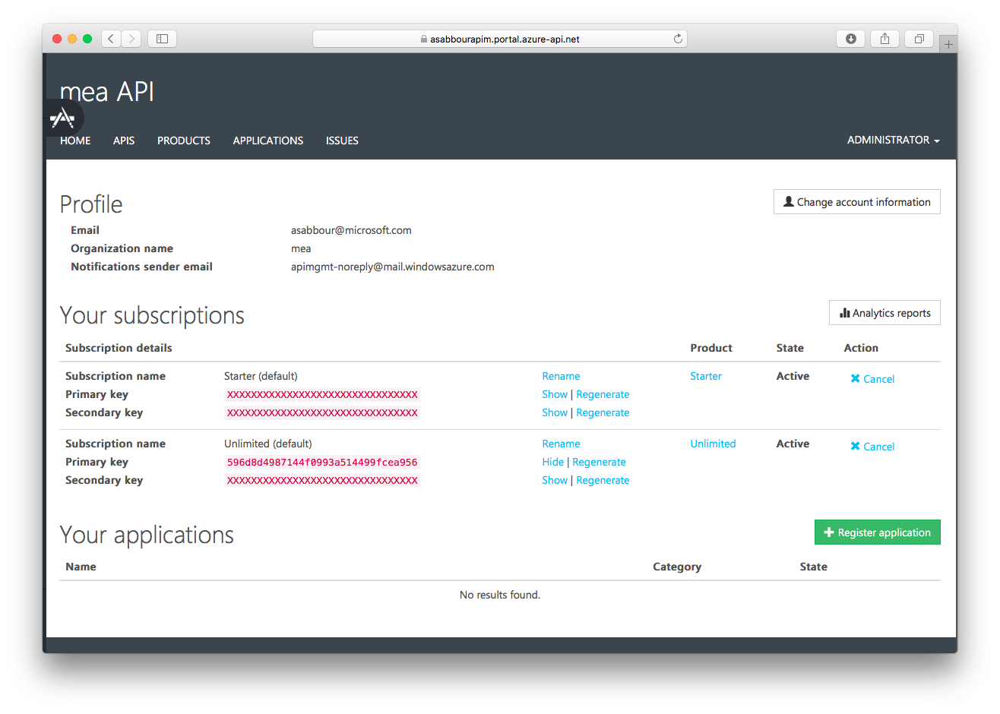 asabbourapim.portal.azure-api.net
mea API
HOME APIS PRODUCTS APPLICATIONS ISSUES ADMINISTRATOR
Profile Change account information
Email asabbour@microsoft.com
Organization name mea
Notifications sender email apimgmt-noreply@mail.windowsazure.com
Your subscriptions Analytics reports
Subscription details Product State Action
Subscription name Starter (default) Rename Starter Active Cancel
Primary key XXXXXXXXXXXXXXXXXXXXXXXXXXXXXXXX Show | Regenerate
Secondary key XXXXXXXXXXXXXXXXXXXXXXXXXXXXXXXX Show | Regenerate
Subscription name Unlimited (default) Rename Unlimited Active Cancel
Primary key 596d8d4987144f0993a514499fcea956 Hide | Regenerate
Secondary key XXXXXXXXXXXXXXXXXXXXXXXXXXXXXXXX Show | Regenerate
Your applications Register application
Name Category State
No results found.